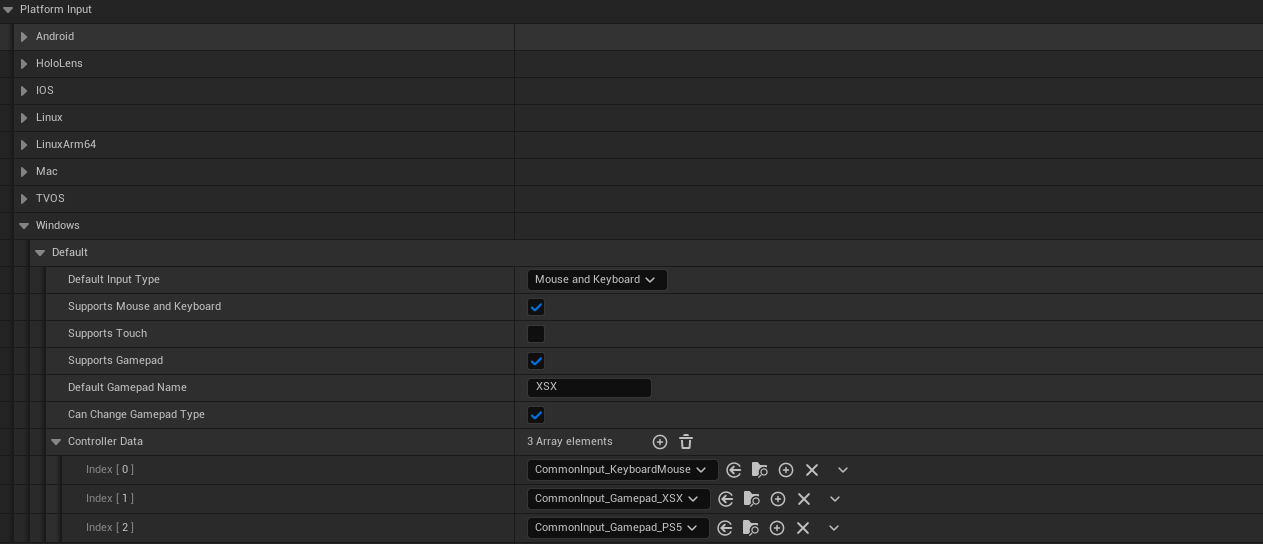 Platform Input
Android
HoloLens
IOS
Linux
LinuxArm64
Mac
TVOS
Windows
Default
Default Input Type Mouse and Keyboard
Supports Mouse and Keyboard
Supports Touch
Supports Gamepad
Default Gamepad Name XSX
Can Change Gamepad Type
Controller Data 3 Array elements
Index [ 0 ] CommonInput_KeyboardMouse
Index [ 1 ] CommonInput_Gamepad_XSX
Index [ 2 ] CommonInput_Gamepad_PS5